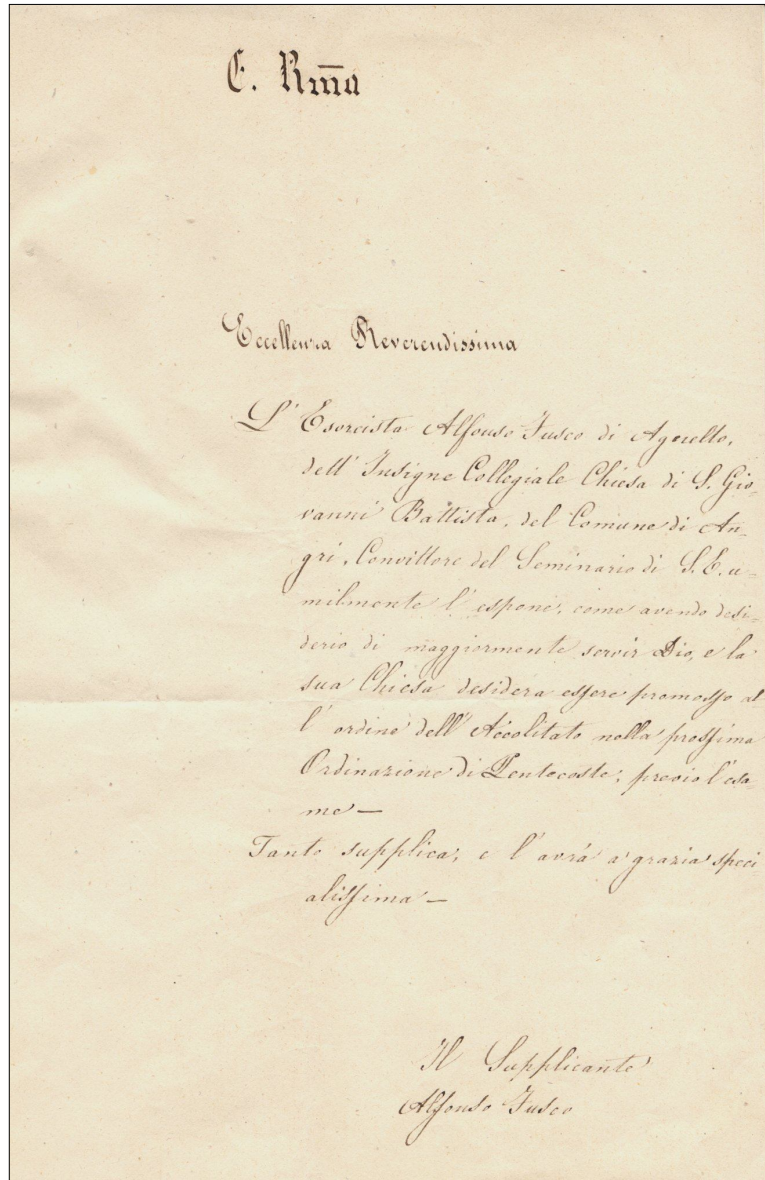 E. Rm̄a
Eccellenza Reverendissima
L' Esorcista Alfonso Fusco di Agnello,
dell' Insigne Collegiale Chiesa di S. Gio-
vanni Battista, del Comune di An-
gri, Convittore del Seminario di S. E. u-
milmente l' espone, come avendo desi-
derio di maggiormente servir Dio, e la
sua Chiesa desidera essere promosso al
l' ordine dell' Accolitato nella prossima
Ordinazione di Pentecoste, previo l' esa
me —
Tanto supplica, e l' avrà a grazia speci
alissima —
Il Supplicante
Alfonso Fusco